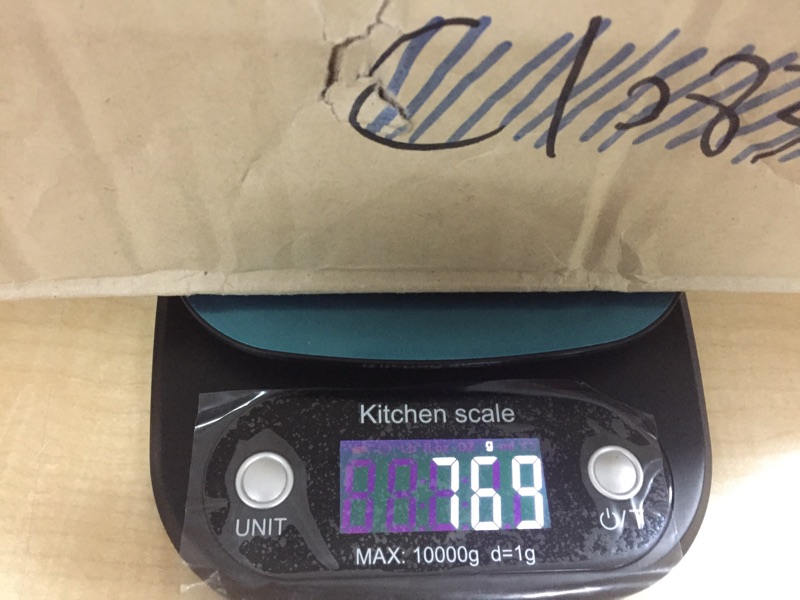 Kitchen scale
g
769
UNIT
⏻/T
MAX: 10000g d=1g